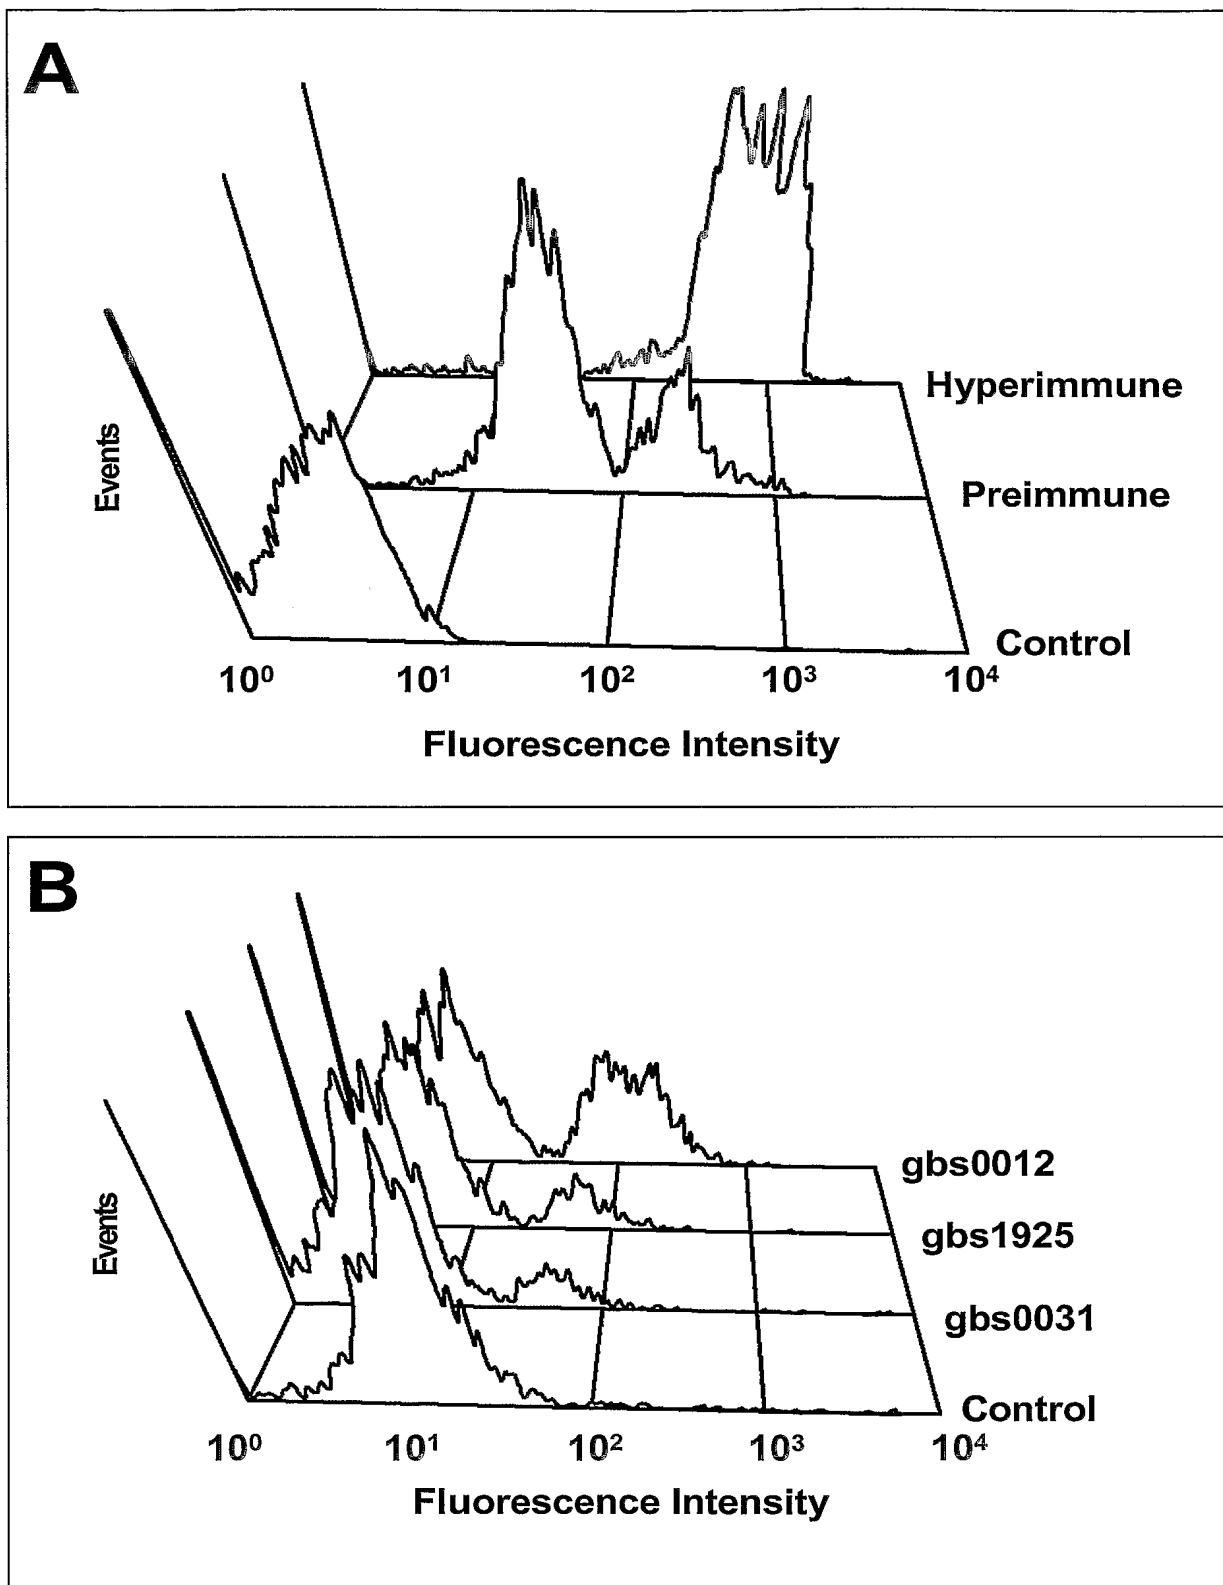 A
Events
Hyperimmune
Preimmune
Control
10⁰ 10¹ 10² 10³ 10⁴
Fluorescence Intensity
B
Events
gbs0012
gbs1925
gbs0031
Control
10⁰ 10¹ 10² 10³ 10⁴
Fluorescence Intensity